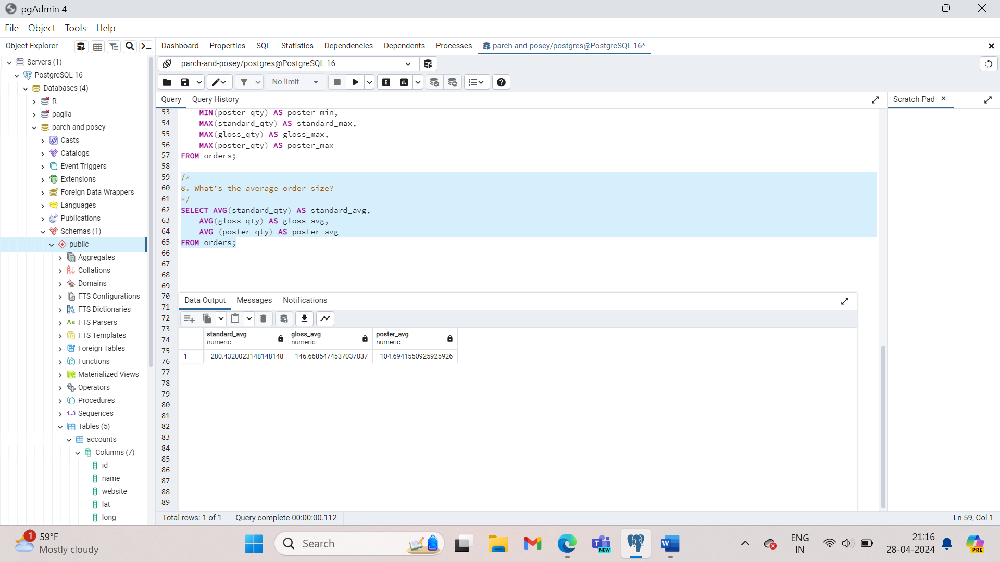 pgAdmin 4
File Object Tools Help
Object Explorer
Dashboard Properties SQL Statistics Dependencies Dependents Processes parch-and-posey/postgres@PostgreSQL 16*
Servers (1)
PostgreSQL 16
Databases (4)
R
pagila
parch-and-posey
Casts
Catalogs
Event Triggers
Extensions
Foreign Data Wrappers
Languages
Publications
Schemas (1)
public
Aggregates
Collations
Domains
FTS Configurations
FTS Dictionaries
Aa FTS Parsers
FTS Templates
Foreign Tables
Functions
Materialized Views
Operators
Procedures
1..3 Sequences
Tables (5)
accounts
Columns (7)
id
name
website
lat
long
parch-and-posey/postgres@PostgreSQL 16
No limit
E
Query Query History
Scratch Pad
53 MIN(poster_qty) AS poster_min,
54 MAX(standard_qty) AS standard_max,
55 MAX(gloss_qty) AS gloss_max,
56 MAX(poster_qty) AS poster_max
57 FROM orders;
58
59 /*
60 8. What’s the average order size?
61 */
62 SELECT AVG(standard_qty) AS standard_avg,
63 AVG(gloss_qty) AS gloss_avg,
64 AVG (poster_qty) AS poster_avg
65 FROM orders;
66
67
68
69
70
71
72
73
74
75
76
77
78
79
80
81
82
83
84
85
86
87
88
89
Data Output Messages Notifications
standard_avg gloss_avg poster_avg
numeric numeric numeric
1 280.4320023148148148 146.6685474537037037 104.6941550925925926
Total rows: 1 of 1 Query complete 00:00:00.112
Ln 59, Col 1
1
59°F
Mostly cloudy
Search
NEW
W
ENG
IN
21:16
28-04-2024
PRE